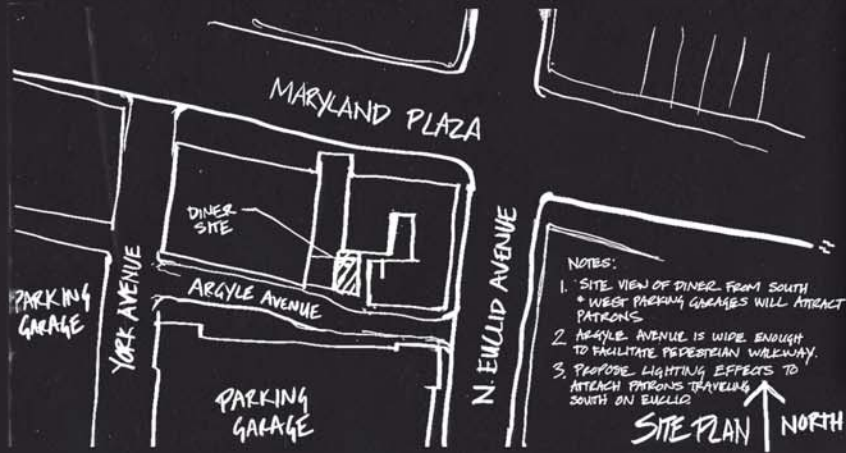 MARYLAND PLAZA
DINER
SITE
ARGYLE AVENUE
PARKING
GARAGE
YORK AVENUE
PARKING
GARAGE
N. EUCLID AVENUE
NOTES:
1. SITE VIEW OF DINER FROM SOUTH
+ WEST PARKING GARAGES WILL ATTRACT
PATRONS
2 ARGYLE AVENUE IS WIDE ENOUGH
TO FACILITATE PEDESTRIAN WALKWAY.
3. PROPOSE LIGHTING EFFECTS TO
ATTRACH PATRONS TRAVELING
SOUTH ON EUCLID
SITE PLAN
NORTH